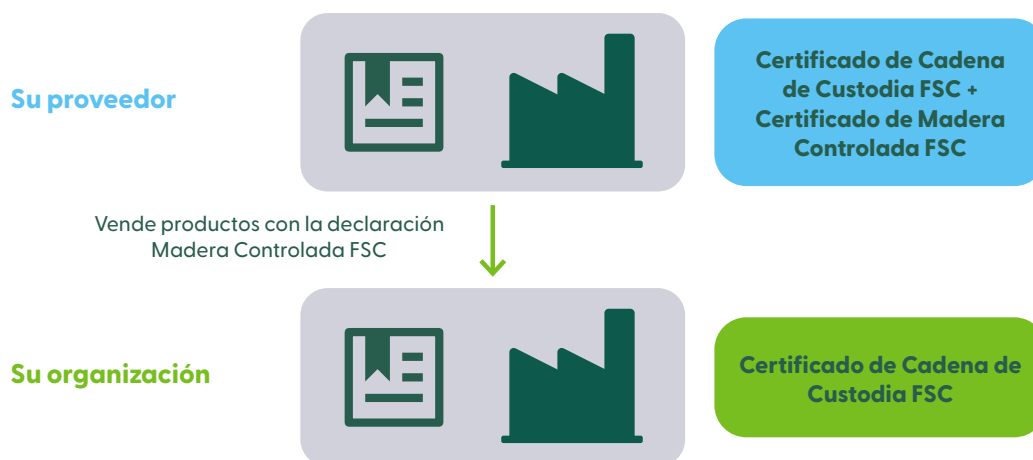 Su proveedor
Certificado de Cadena
de Custodia FSC +
Certificado de Madera
Controlada FSC
Vende productos con la declaración
Madera Controlada FSC
Su organización
Certificado de Cadena de
Custodia FSC